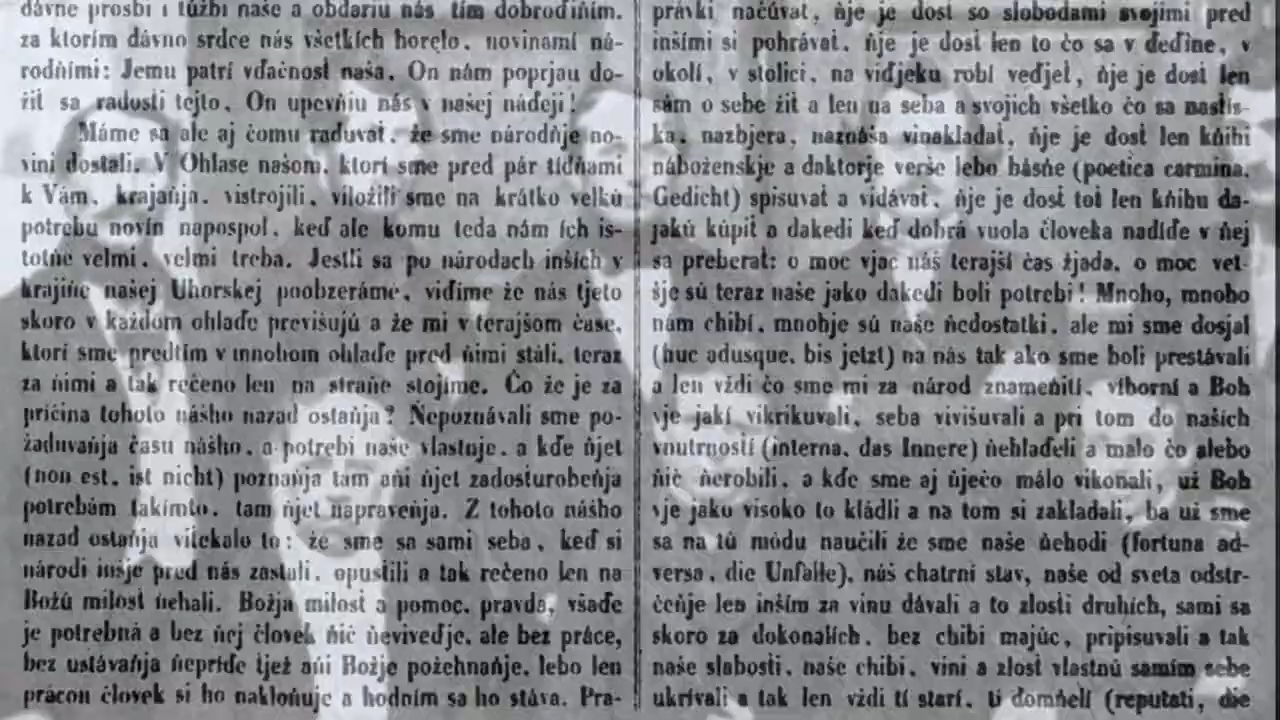 dávne prosbi i túžbi naše a obdariu nás tím dobroďiňím.
za ktorím dávno srdce nás všetkích horelo, novinamí ná-
rodňími: Jemu patrí vďačnosť naša. On nám poprjau do-
žiť sa radosti tejto, On upevňiu nás v našej náďeji!
Máme sa ale aj čomu raduvať, že sme národňje no-
vini dostali. V Ohlase našom, ktorí sme pred pár tídňami
k Vám, krajaňja, vistrojili, viložili sme na krátko velkú
potrebu novín napospol, keď ale komu teda nám ích is-
totňe velmi, velmi treba. Jestli sa po národach inších v
krajiňe našej Uhorskej poobzeráme, viďíme že nás tjeto
skoro v každom ohlaďe previšujú a že mi v terajšom čase,
ktorí sme predtím v mnohom ohlaďe pred ňími stáli, teraz
za ňími a tak rečeno len na straňe stojíme. Čo že je za
príčina tohoto nášho nazad ostaňja? Ňepoznávali sme po-
žaduvaňja času nášho, a potrebi naše vlastnje, a kďe ňjet
(non est, ist nicht) poznaňja tam ani ňjet zadosťurobeňja
potrebám takímto, tam ňjet napraveňja. Z tohoto nášho
nazad ostaňja vitekalo to: že sme sa sami seba, keď si
národi inšje pred nás zastali, opustili a tak rečeno len na
Božú milosť ňehali. Božja milosť a pomoc, pravda, všaďe
je potrebná a bez ňej človek ňič ňeviveďje, ale bez práce,
bez ustávaňja ňepríďe tjež aňi Božje požehnaňje, lebo len
prácou človek si ho nakloňuje a hodním sa ho stáva. Pra-
právki načúvať, ňje je dosť so slobodami svojimi pred
inšími si pohrávať, ňje je dosť len to čo sa v ďeďine, v
okolí, v stolici, na viďjeku robí veďjeť, ňje je dosť len
sám o sebe žiť a len na seba a svojich všetko čo sa nastis-
ka, nazbjera, naznáša vinakladať, ňje je dosť len kňihi
náboženskje a daktorje verše lebo básňe (poetica carmina,
Gedicht) spisuvať a vidávať, ňje je dosť toť len kňihu da-
jakú kúpiť a dakedi keď dobrá vuola človeka nadíďe v ňej
sa preberať: o moc vjac náš terajší čas žjada, o moc vet-
šje sú teraz naše jako dakedi boli potrebi! Mnoho, mnoho
nám chibí, mnohje sú naše ňedostatki, ale mi sme dosjal
(huc adusque, bis jetzt) na nás tak ako sme boli prestávali
a len vždi čo sme mi za národ znameňití, víborní a Boh
vje jakí vikrikuvali, seba vivišuvali a pri tom do naších
vnutrností (interna, das Innere) ňehlaďeli a malo čo alebo
ňič ňerobili, a kďe sme aj ňječo málo vikonali, už Boh
vje jako visoko to kládli a na tom si zakladali, ba už sme
sa na tú módu naučili že sme naše ňehodi (fortuna ad-
versa, die Unfälle), náš chatrní stav, naše od sveta odstr-
čeňje len inším za vinu dávali a to zlosti druhích, sami sa
skoro za dokonalích, bez chibi majúc, pripisuvali a tak
naše slabosti, naše chibi, vini a zlosť vlastnú samím sebe
ukrívali a tak len vždi tí starí, tí domňelí (reputati, die